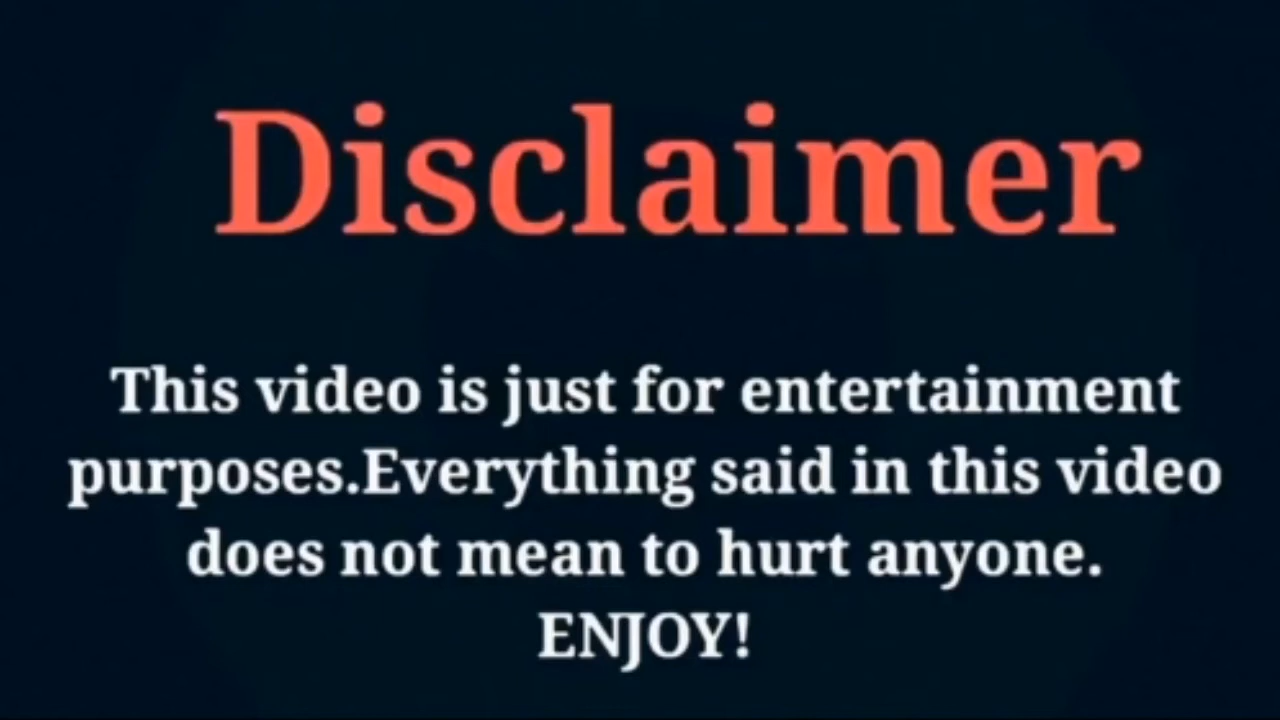 Disclaimer
This video is just for entertainment
purposes.Everything said in this video
does not mean to hurt anyone.
ENJOY!